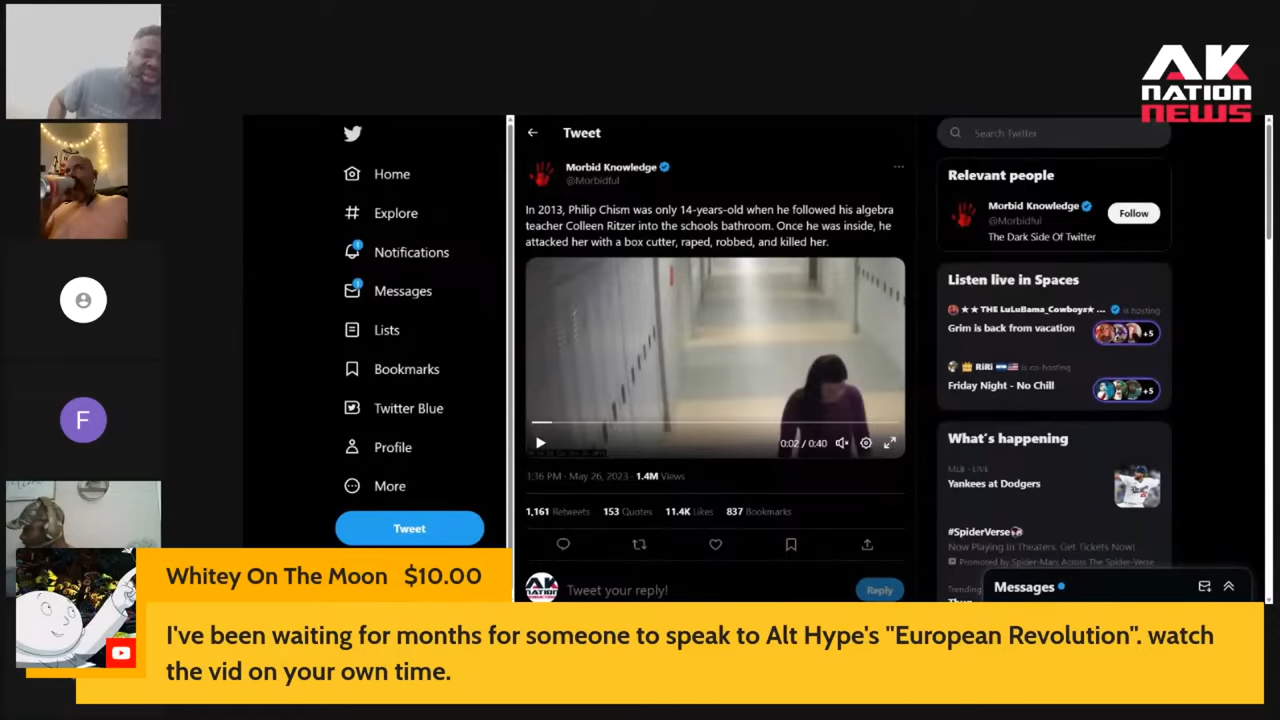 AK
NATION
NEWS
Home
Explore
Notifications
Messages
Lists
Bookmarks
Twitter Blue
Profile
More
Tweet
Tweet
Morbid Knowledge
@Morbidful
In 2013, Philip Chism was only 14-years-old when he followed his algebra
teacher Colleen Ritzer into the schools bathroom. Once he was inside, he
attacked her with a box cutter, raped, robbed, and killed her.
0:02 / 0:40
3:36 PM · May 26, 2023 · 1.4M Views
1,161 Retweets 153 Quotes 11.4K Likes 837 Bookmarks
Tweet your reply!
Reply
Search Twitter
Relevant people
Morbid Knowledge
@Morbidful
Follow
The Dark Side Of Twitter
Listen live in Spaces
★★ THE LuLuBama_Cowboys★ ... is hosting
Grim is back from vacation
+5
RiRi is co-hosting
Friday Night - No Chill
+5
What's happening
MLB · LIVE
Yankees at Dodgers
#SpiderVerse
Now Playing In Theaters. Get Tickets Now!
Promoted by Spider-Man: Across The Spider-Verse
Trending
Messages
F
Whitey On The Moon $10.00
I've been waiting for months for someone to speak to Alt Hype's "European Revolution". watch
the vid on your own time.